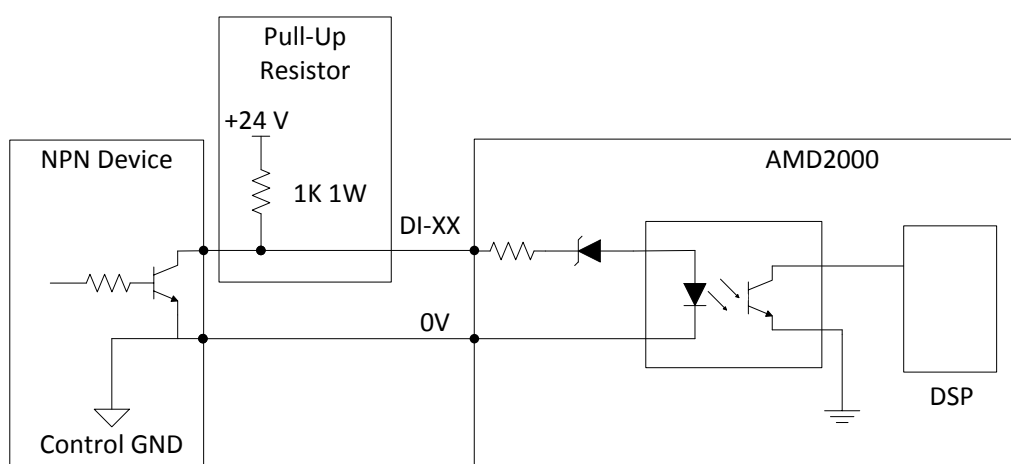 Pull-Up
Resistor
+24 V
1K 1W
NPN Device
AMD2000
DI-XX
0V
Control GND
DSP